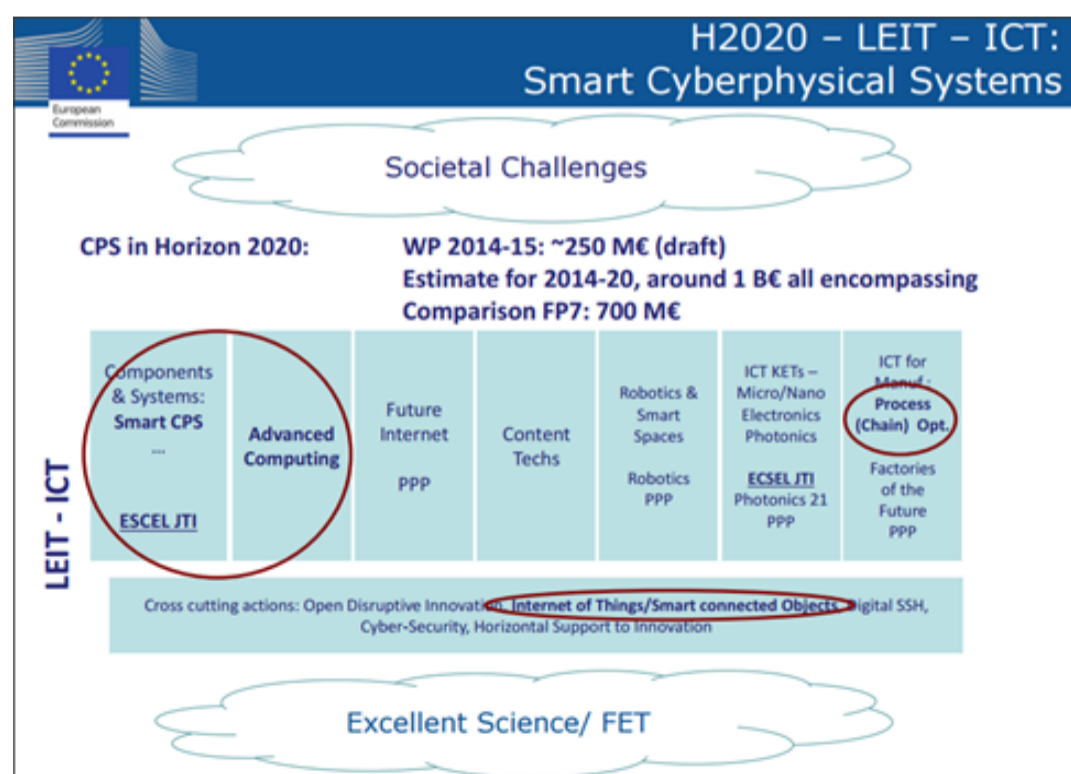 H2020 – LEIT – ICT:
Smart Cyberphysical Systems
European
Commission
Societal Challenges
CPS in Horizon 2020:
WP 2014-15: ~250 M€ (draft)
Estimate for 2014-20, around 1 B€ all encompassing
Comparison FP7: 700 M€
LEIT - ICT
Components
& Systems:
Smart CPS
...
ESCEL JTI
Advanced
Computing
Future
Internet
PPP
Content
Techs
Robotics &
Smart
Spaces
Robotics
PPP
ICT KETs –
Micro/Nano
Electronics
Photonics
ECSEL JTI
Photonics 21
PPP
ICT for
Manuf.:
Process
(Chain) Opt.
Factories
of the
Future
PPP
Cross cutting actions: Open Disruptive Innovation, Internet of Things/Smart connected Objects, Digital SSH,
Cyber-Security, Horizontal Support to Innovation
Excellent Science/ FET